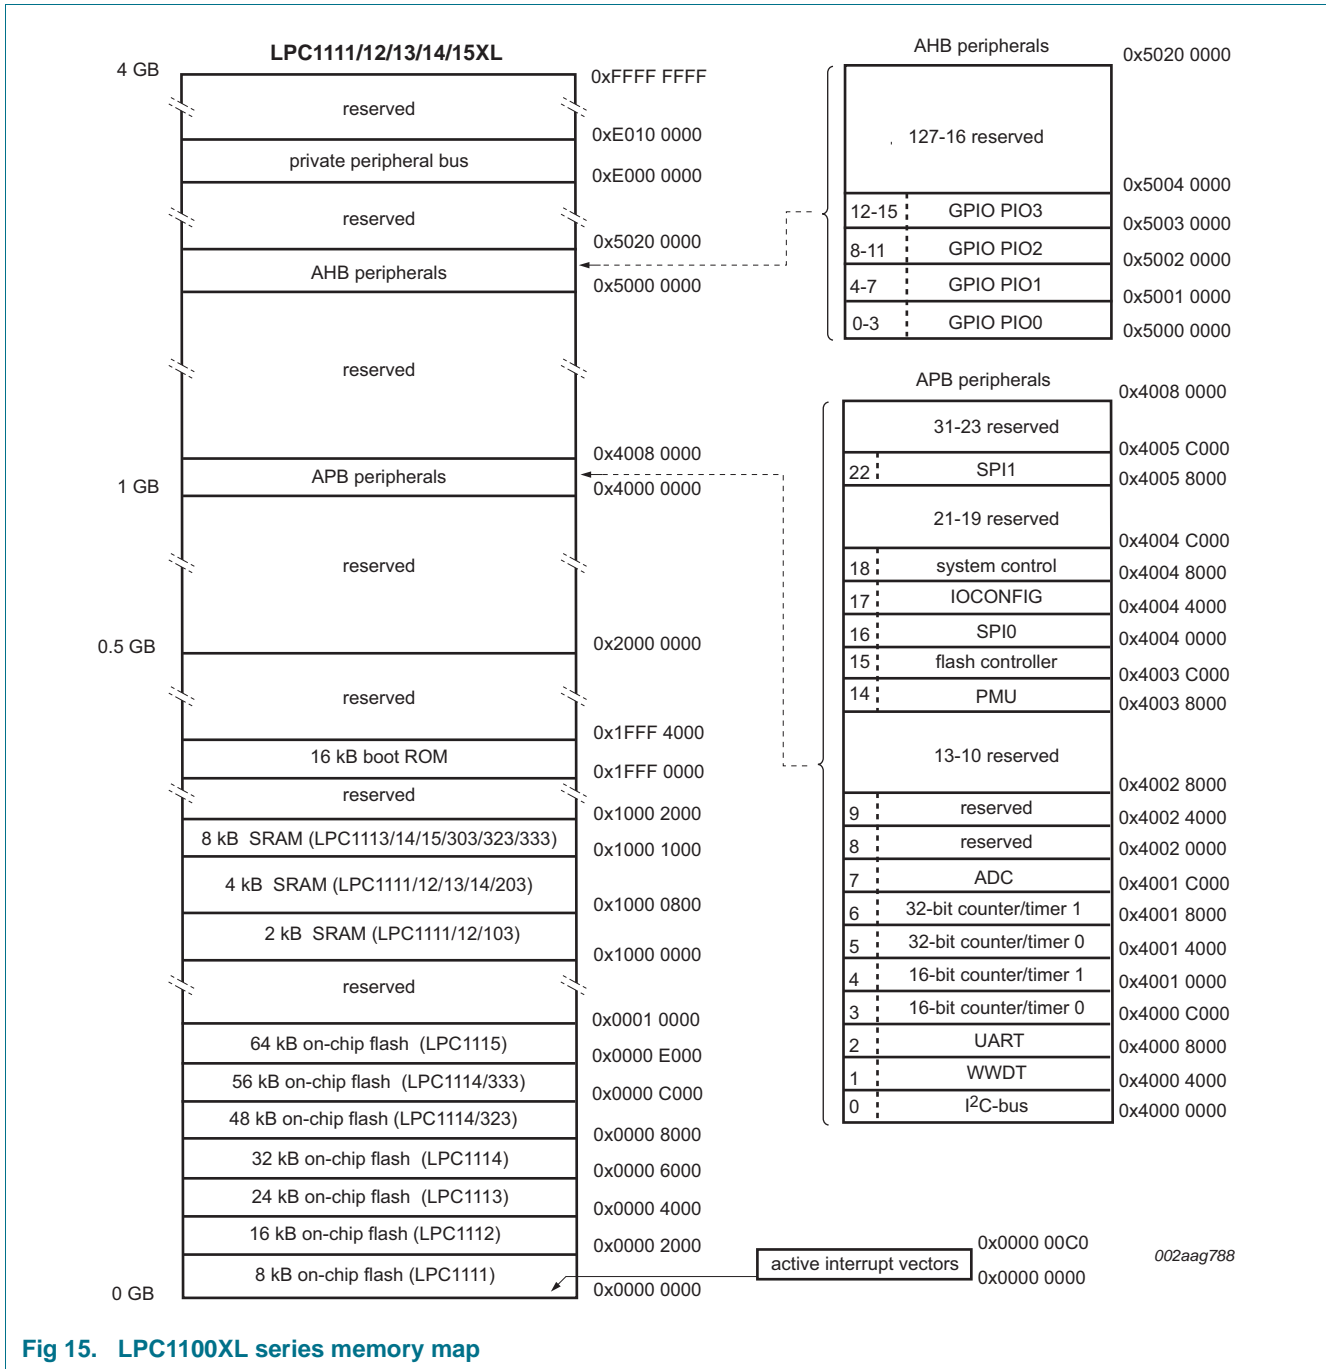 LPC1111/12/13/14/15XL
4 GB
0xFFFF FFFF
reserved
0xE010 0000
private peripheral bus
0xE000 0000
reserved
0x5020 0000
AHB peripherals
0x5000 0000
reserved
0x4008 0000
APB peripherals
1 GB
0x4000 0000
reserved
0.5 GB
0x2000 0000
reserved
0x1FFF 4000
16 kB boot ROM
0x1FFF 0000
reserved
0x1000 2000
8 kB SRAM (LPC1113/14/15/303/323/333)
0x1000 1000
4 kB SRAM (LPC1111/12/13/14/203)
0x1000 0800
2 kB SRAM (LPC1111/12/103)
0x1000 0000
reserved
0x0001 0000
64 kB on-chip flash (LPC1115)
0x0000 E000
56 kB on-chip flash (LPC1114/333)
0x0000 C000
48 kB on-chip flash (LPC1114/323)
0x0000 8000
32 kB on-chip flash (LPC1114)
0x0000 6000
24 kB on-chip flash (LPC1113)
0x0000 4000
16 kB on-chip flash (LPC1112)
0x0000 2000
8 kB on-chip flash (LPC1111)
0 GB
0x0000 0000
AHB peripherals
0x5020 0000
127-16 reserved
0x5004 0000
12-15 GPIO PIO3
0x5003 0000
8-11 GPIO PIO2
0x5002 0000
4-7 GPIO PIO1
0x5001 0000
0-3 GPIO PIO0
0x5000 0000
APB peripherals
0x4008 0000
31-23 reserved
0x4005 C000
22 SPI1
0x4005 8000
21-19 reserved
0x4004 C000
18 system control
0x4004 8000
17 IOCONFIG
0x4004 4000
16 SPI0
0x4004 0000
15 flash controller
0x4003 C000
14 PMU
0x4003 8000
13-10 reserved
0x4002 8000
9 reserved
0x4002 4000
8 reserved
0x4002 0000
7 ADC
0x4001 C000
6 32-bit counter/timer 1
0x4001 8000
5 32-bit counter/timer 0
0x4001 4000
4 16-bit counter/timer 1
0x4001 0000
3 16-bit counter/timer 0
0x4000 C000
2 UART
0x4000 8000
1 WWDT
0x4000 4000
0 I2C-bus
0x4000 0000
0x0000 00C0
active interrupt vectors
0x0000 0000
002aag788
Fig 15. LPC1100XL series memory map